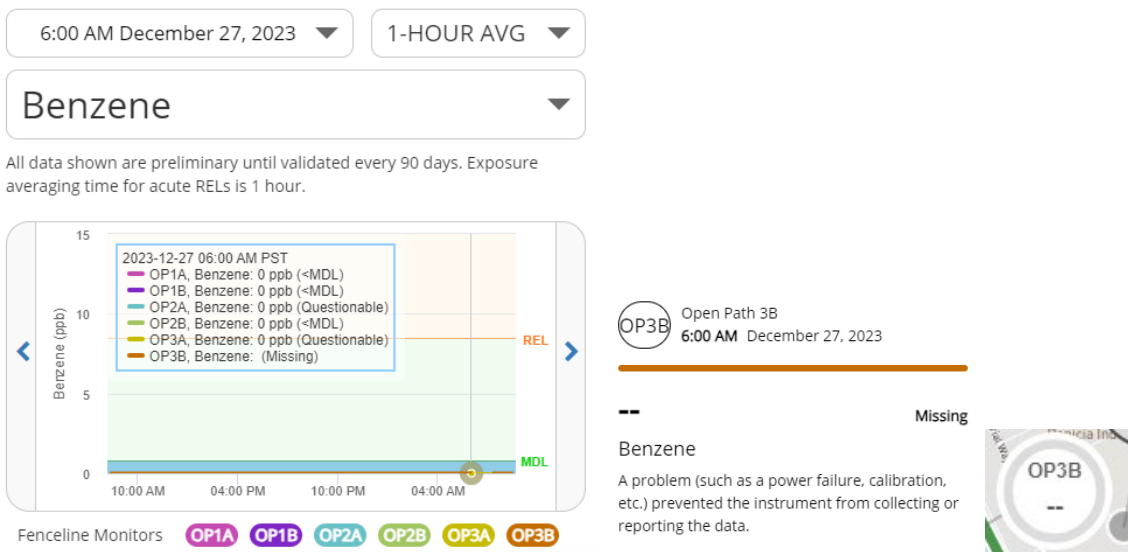 6:00 AM December 27, 2023
1-HOUR AVG
Benzene
All data shown are preliminary until validated every 90 days. Exposure
averaging time for acute RELs is 1 hour.
15
10
5
0
Benzene (ppb)
2023-12-27 06:00 AM PST
OP1A, Benzene: 0 ppb (<MDL)
OP1B, Benzene: 0 ppb (<MDL)
OP2A, Benzene: 0 ppb (Questionable)
OP2B, Benzene: 0 ppb (<MDL)
OP3A, Benzene: 0 ppb (Questionable)
OP3B, Benzene: (Missing)
REL
MDL
10:00 AM
04:00 PM
10:00 PM
04:00 AM
Fenceline Monitors
OP1A
OP1B
OP2A
OP2B
OP3A
OP3B
OP3B
Open Path 3B
6:00 AM December 27, 2023
--
Missing
Benzene
A problem (such as a power failure, calibration,
etc.) prevented the instrument from collecting or
reporting the data.
OP3B
--